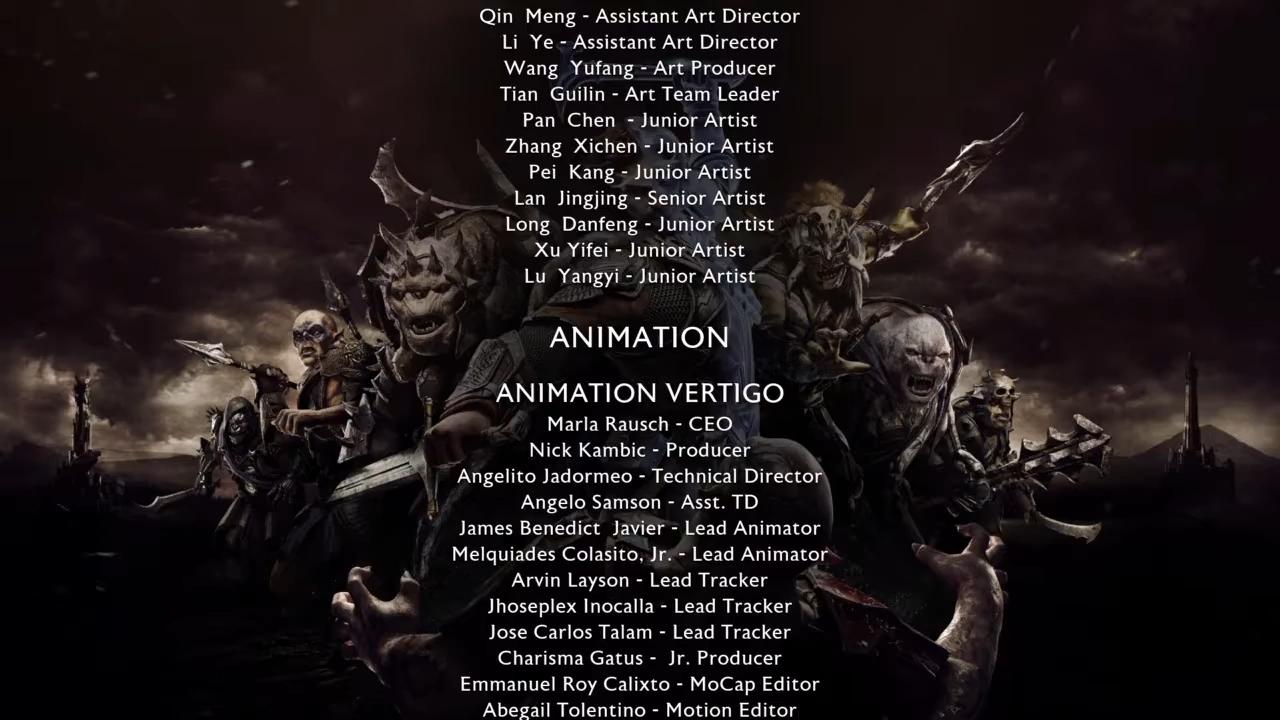 Qin Meng - Assistant Art Director
Li Ye - Assistant Art Director
Wang Yufang - Art Producer
Tian Guilin - Art Team Leader
Pan Chen - Junior Artist
Zhang Xichen - Junior Artist
Pei Kang - Junior Artist
Lan Jingjing - Senior Artist
Long Danfeng - Junior Artist
Xu Yifei - Junior Artist
Lu Yangyi - Junior Artist
ANIMATION
ANIMATION VERTIGO
Marla Rausch - CEO
Nick Kambic - Producer
Angelito Jadormeo - Technical Director
Angelo Samson - Asst. TD
James Benedict Javier - Lead Animator
Melquiades Colasito, Jr. - Lead Animator
Arvin Layson - Lead Tracker
Jhoseplex Inocalla - Lead Tracker
Jose Carlos Talam - Lead Tracker
Charisma Gatus - Jr. Producer
Emmanuel Roy Calixto - MoCap Editor
Abegail Tolentino - Motion Editor